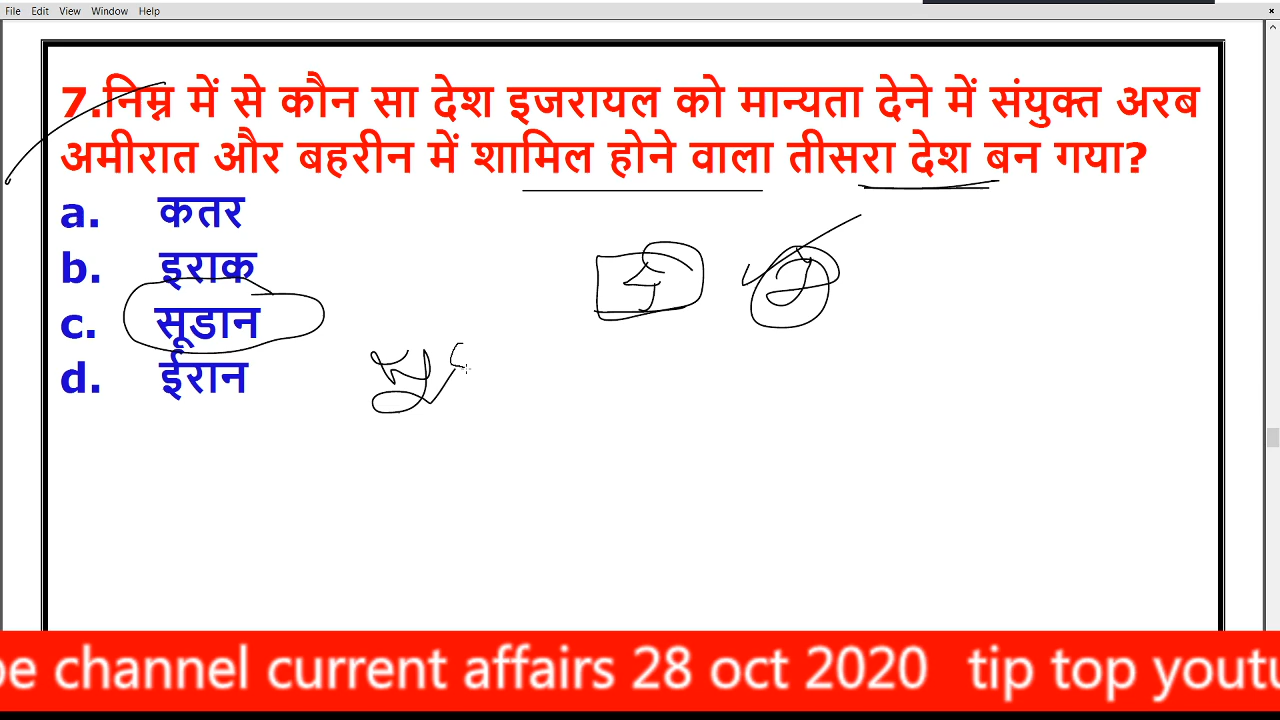 File Edit View Window Help
7.निम्न में से कौन सा देश इजरायल को मान्यता देने में संयुक्त अरब
अमीरात और बहरीन में शामिल होने वाला तीसरा देश बन गया?
a. कतर
b. इराक
c. सूडान
d. ईरान
be channel current affairs 28 oct 2020 tip top youtu